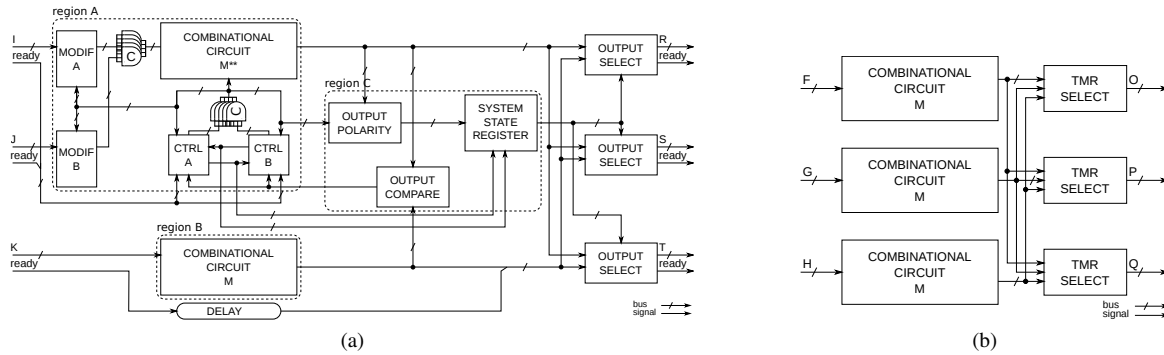 region A
I
ready
MODIF
A
C
COMBINATIONAL
CIRCUIT
M**
R
ready
OUTPUT
SELECT
region C
C
OUTPUT
POLARITY
SYSTEM
STATE
REGISTER
J
ready
MODIF
B
CTRL
A
CTRL
B
OUTPUT
COMPARE
S
ready
OUTPUT
SELECT
region B
K
ready
COMBINATIONAL
CIRCUIT
M
T
ready
OUTPUT
SELECT
DELAY
bus
signal
(a)
F
COMBINATIONAL
CIRCUIT
M
TMR
SELECT
O
G
COMBINATIONAL
CIRCUIT
M
TMR
SELECT
P
H
COMBINATIONAL
CIRCUIT
M
TMR
SELECT
Q
bus
signal
(b)